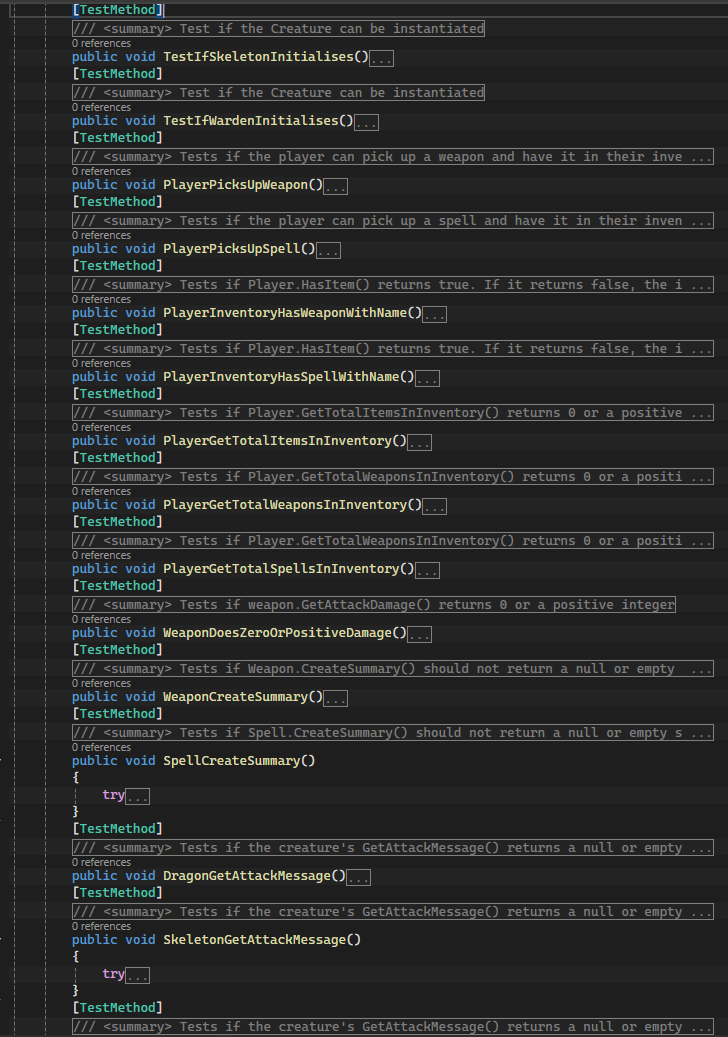 [TestMethod]
/// <summary> Test if the Creature can be instantiated
0 references
public void TestIfSkeletonInitialises()...
[TestMethod]
/// <summary> Test if the Creature can be instantiated
0 references
public void TestIfWardenInitialises()...
[TestMethod]
/// <summary> Tests if the player can pick up a weapon and have it in their inve ...
0 references
public void PlayerPicksUpWeapon()...
[TestMethod]
/// <summary> Tests if the player can pick up a spell and have it in their inven ...
0 references
public void PlayerPicksUpSpell()...
[TestMethod]
/// <summary> Tests if Player.HasItem() returns true. If it returns false, the i ...
0 references
public void PlayerInventoryHasWeaponWithName()...
[TestMethod]
/// <summary> Tests if Player.HasItem() returns true. If it returns false, the i ...
0 references
public void PlayerInventoryHasSpellWithName()...
[TestMethod]
/// <summary> Tests if Player.GetTotalItemsInInventory() returns 0 or a positive ...
0 references
public void PlayerGetTotalItemsInInventory()...
[TestMethod]
/// <summary> Tests if Player.GetTotalWeaponsInInventory() returns 0 or a positi ...
0 references
public void PlayerGetTotalWeaponsInInventory()...
[TestMethod]
/// <summary> Tests if Player.GetTotalWeaponsInInventory() returns 0 or a positi ...
0 references
public void PlayerGetTotalSpellsInInventory()...
[TestMethod]
/// <summary> Tests if weapon.GetAttackDamage() returns 0 or a positive integer
0 references
public void WeaponDoesZeroOrPositiveDamage()...
[TestMethod]
/// <summary> Tests if Weapon.CreateSummary() should not return a null or empty ...
0 references
public void WeaponCreateSummary()...
[TestMethod]
/// <summary> Tests if Spell.CreateSummary() should not return a null or empty s ...
0 references
public void SpellCreateSummary()
{
try...
}
[TestMethod]
/// <summary> Tests if the creature's GetAttackMessage() returns a null or empty ...
0 references
public void DragonGetAttackMessage()...
[TestMethod]
/// <summary> Tests if the creature's GetAttackMessage() returns a null or empty ...
0 references
public void SkeletonGetAttackMessage()
{
try...
}
[TestMethod]
/// <summary> Tests if the creature's GetAttackMessage() returns a null or empty ...